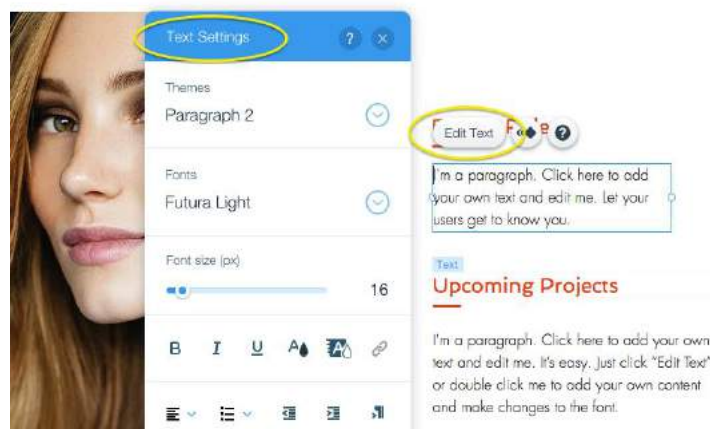 Text Settings
?
Themes
Paragraph 2
Fonts
Futura Light
Font size (px)
16
B I U A A
Edit Text
?
I'm a paragraph. Click here to add
your own text and edit me. Let your
users get to know you.
Text
Upcoming Projects
I'm a paragraph. Click here to add your own
text and edit me. It's easy. Just click "Edit Text"
or double click me to add your own content
and make changes to the font.